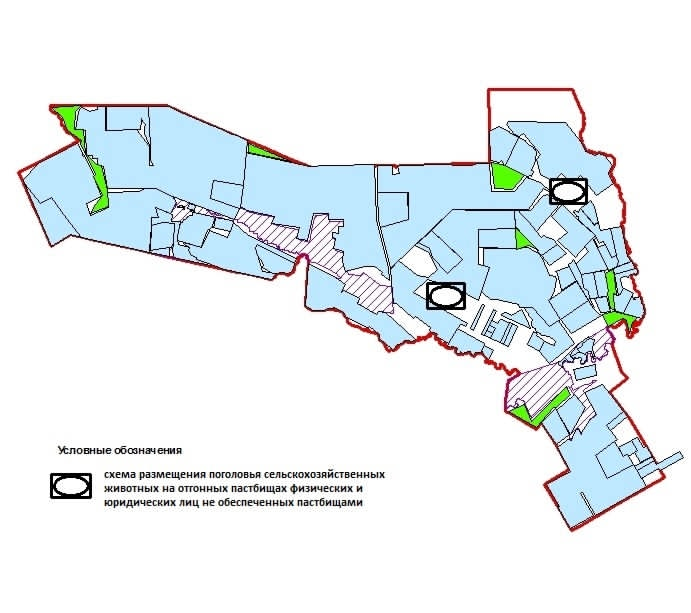 Условные обозначения
схема размещения поголовья сельскохозяйственных
животных на отгонных пастбищах физических и
юридических лиц не обеспеченных пастбищами